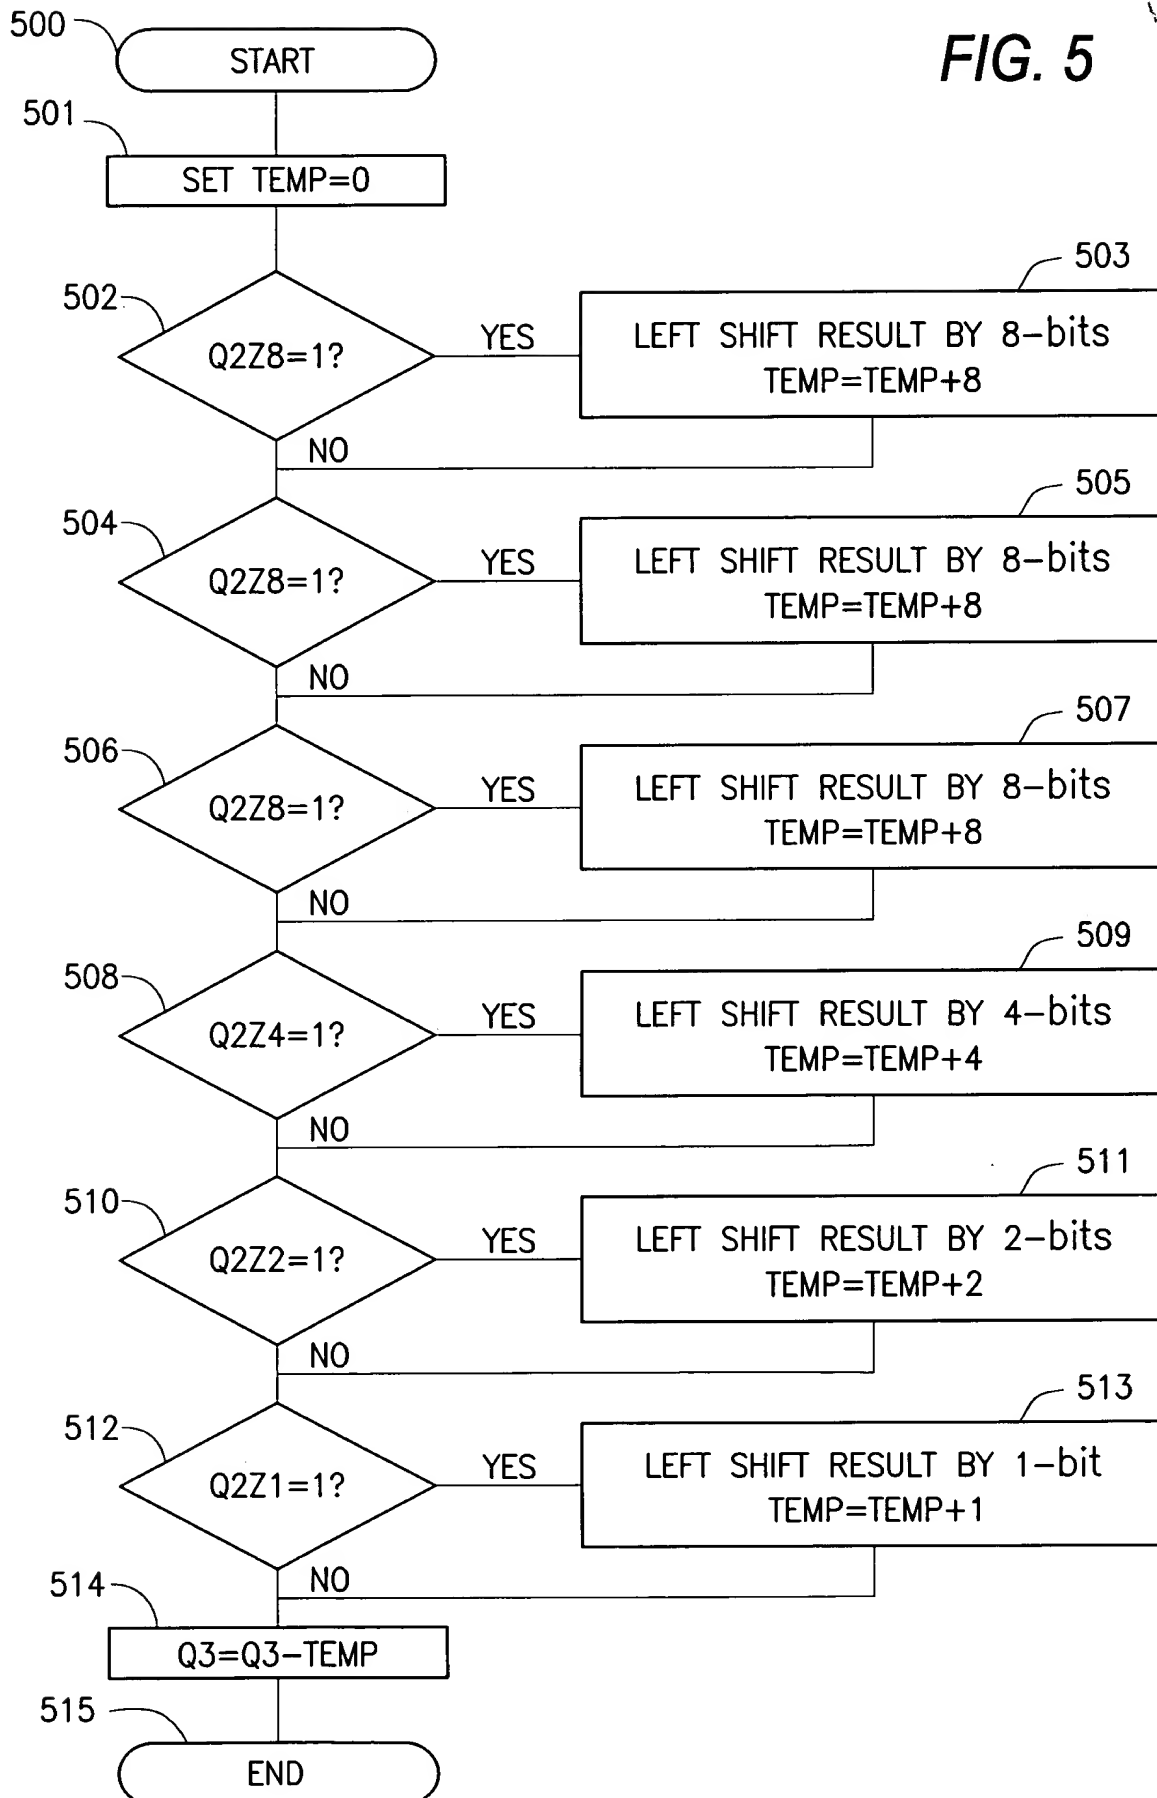 FIG. 5
500
START
501
SET TEMP=0
502
Q2Z8=1?
YES
503
LEFT SHIFT RESULT BY 8-bits
TEMP=TEMP+8
NO
504
Q2Z8=1?
YES
505
LEFT SHIFT RESULT BY 8-bits
TEMP=TEMP+8
NO
506
Q2Z8=1?
YES
507
LEFT SHIFT RESULT BY 8-bits
TEMP=TEMP+8
NO
508
Q2Z4=1?
YES
509
LEFT SHIFT RESULT BY 4-bits
TEMP=TEMP+4
NO
510
Q2Z2=1?
YES
511
LEFT SHIFT RESULT BY 2-bits
TEMP=TEMP+2
NO
512
Q2Z1=1?
YES
513
LEFT SHIFT RESULT BY 1-bit
TEMP=TEMP+1
NO
514
Q3=Q3-TEMP
515
END